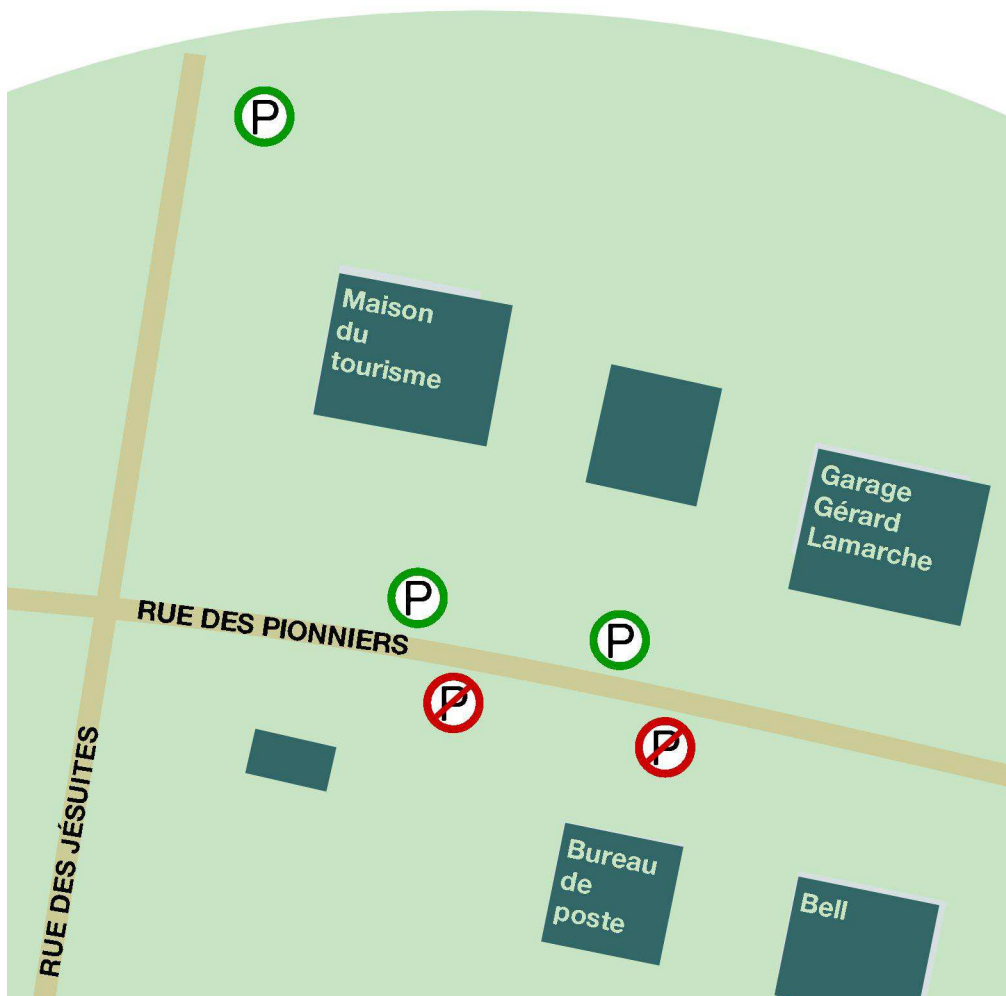 P
Maison
du
tourisme
Garage
Gérard
Lamarche
P
RUE DES PIONNIERS
P
P
P
RUE DES JÉSUITES
Bureau
de
poste
Bell